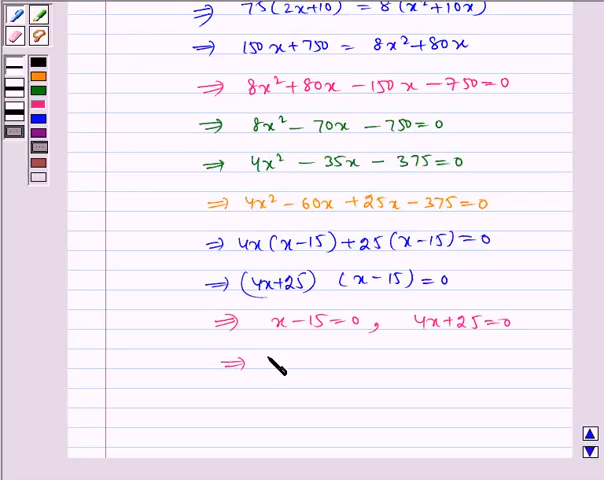 ⇒ 75(2x+10) = 8(x²+10x)
⇒ 150x+750 = 8x²+80x
⇒ 8x²+80x-150x-750=0
⇒ 8x²-70x-750=0
⇒ 4x²-35x-375=0
⇒ 4x²-60x+25x-375=0
⇒ 4x(x-15)+25(x-15)=0
⇒ (4x+25) (x-15)=0
⇒ x-15=0, 4x+25=0
⇒